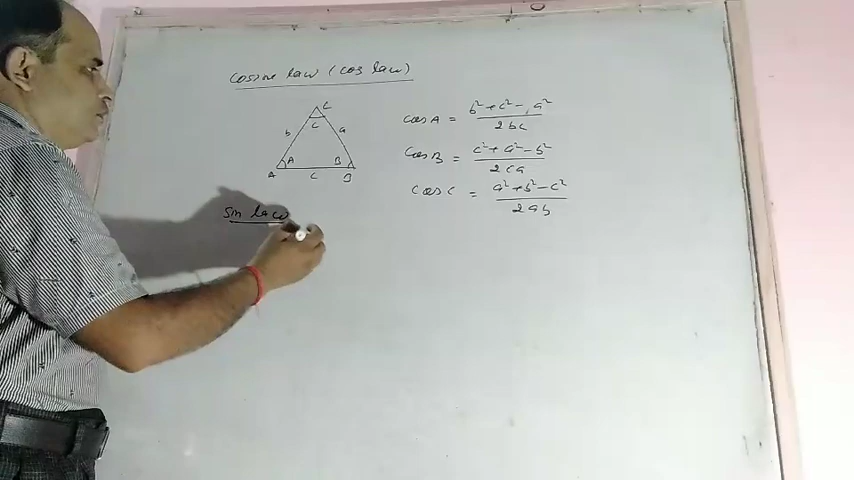 Cosine law (cos law)
C
C
b a
A B
A C B
cos A = b² + c² - a² / 2bc
cos B = c² + a² - b² / 2ca
cos C = a² + b² - c² / 2ab
sin law